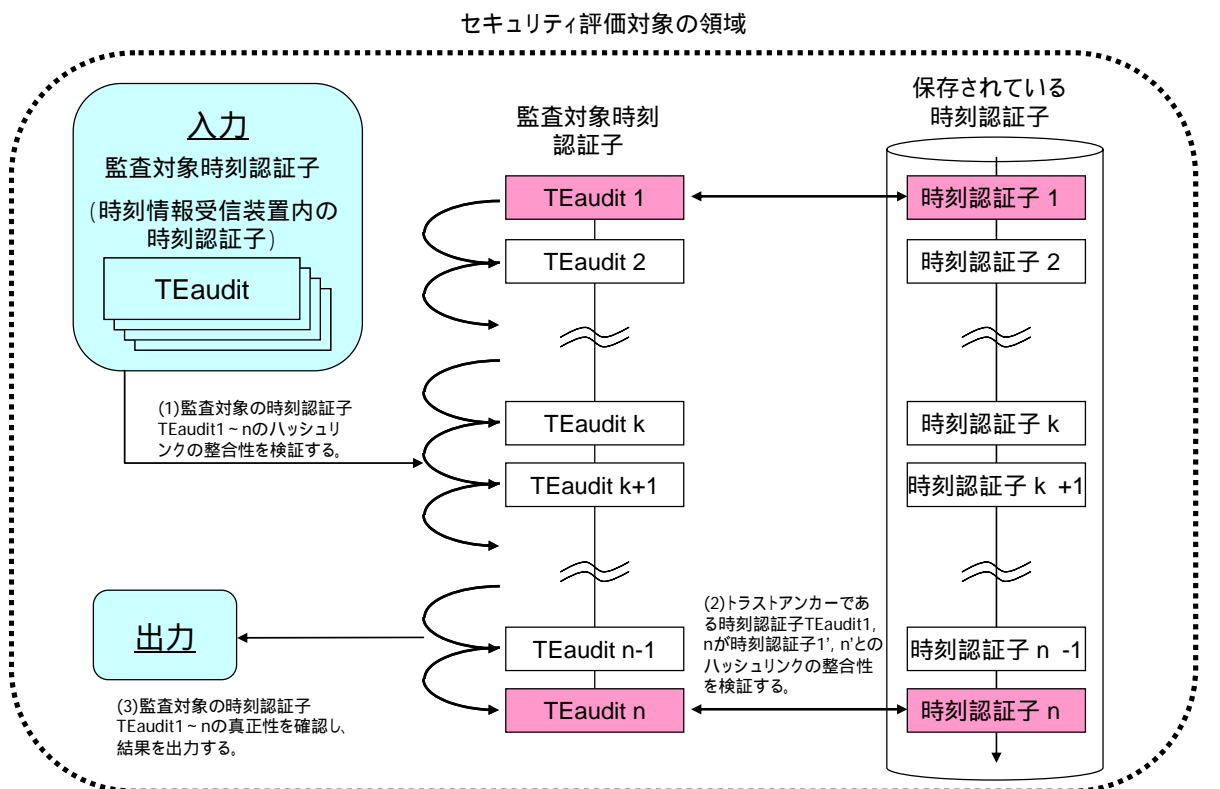 セキュリティ評価対象の領域
入力
監査対象時刻認証子
(時刻情報受信装置内の
時刻認証子)
TEaudit
(1)監査対象の時刻認証子
TEaudit1～nのハッシュリ
ンクの整合性を検証する。
出力
(3)監査対象の時刻認証子
TEaudit1～nの真正性を確認し、
結果を出力する。
監査対象時刻
認証子
TEaudit 1
TEaudit 2
TEaudit k
TEaudit k+1
TEaudit n-1
TEaudit n
(2)トラストアンカーであ
る時刻認証子TEaudit1,
nが時刻認証子1’, n’との
ハッシュリンクの整合性
を検証する。
保存されている
時刻認証子
時刻認証子 1
時刻認証子 2
時刻認証子 k
時刻認証子 k +1
時刻認証子 n -1
時刻認証子 n